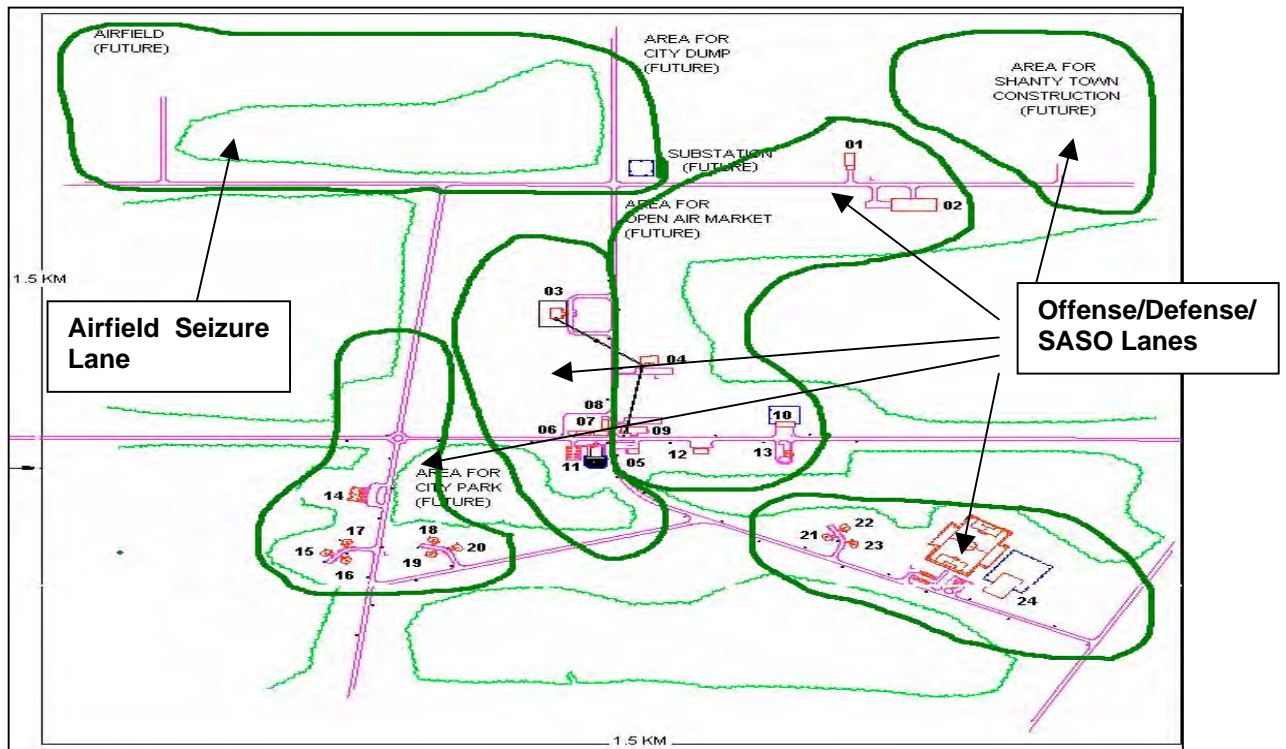 AIRFIELD
(FUTURE)
AREA FOR
CITY DUMP
(FUTURE)
AREA FOR
SHANTY TOWN
CONSTRUCTION
(FUTURE)
01
SUBSTATION
(FUTURE)
02
AREA FOR
OPEN AIR MARKET
(FUTURE)
1.5 KM
03
Airfield Seizure
Lane
Offense/Defense/
SASO Lanes
04
08
07
06
09
10
11
05
12
13
AREA FOR
CITY PARK
(FUTURE)
14
17
18
15
16
19
20
22
21
23
24
1.5 KM